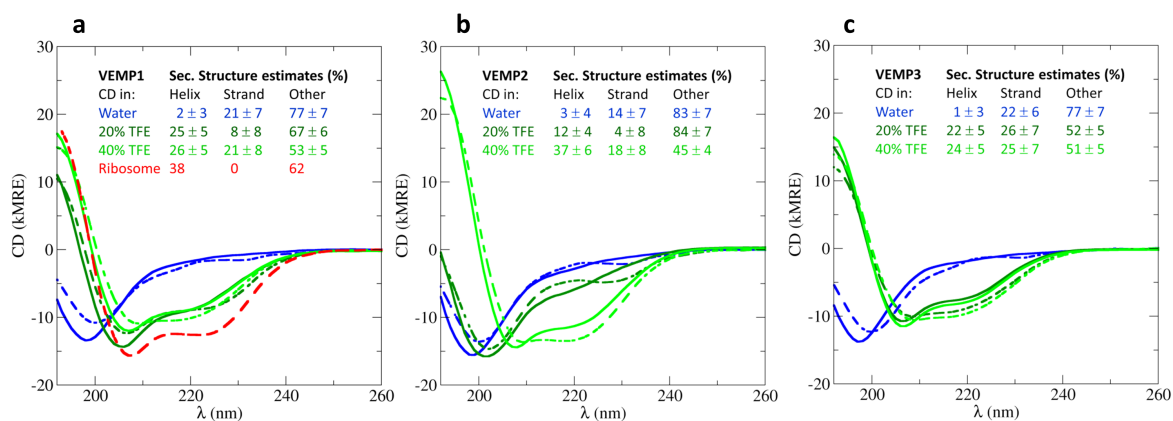 a
30
20
10
0
-10
-20
CD (kMRE)
VEMP1 Sec. Structure estimates (%)
CD in: Helix Strand Other
Water 2 ± 3 21 ± 7 77 ± 7
20% TFE 25 ± 5 8 ± 8 67 ± 6
40% TFE 26 ± 5 21 ± 8 53 ± 5
Ribosome 38 0 62
200 220 240 260
λ (nm)
b
30
20
10
0
-10
-20
CD (kMRE)
VEMP2 Sec. Structure estimates (%)
CD in: Helix Strand Other
Water 3 ± 4 14 ± 7 83 ± 7
20% TFE 12 ± 4 4 ± 8 84 ± 7
40% TFE 37 ± 6 18 ± 8 45 ± 4
200 220 240 260
λ (nm)
c
30
20
10
0
-10
-20
CD (kMRE)
VEMP3 Sec. Structure estimates (%)
CD in: Helix Strand Other
Water 1 ± 3 22 ± 6 77 ± 7
20% TFE 22 ± 5 26 ± 7 52 ± 5
40% TFE 24 ± 5 25 ± 7 51 ± 5
200 220 240 260
λ (nm)